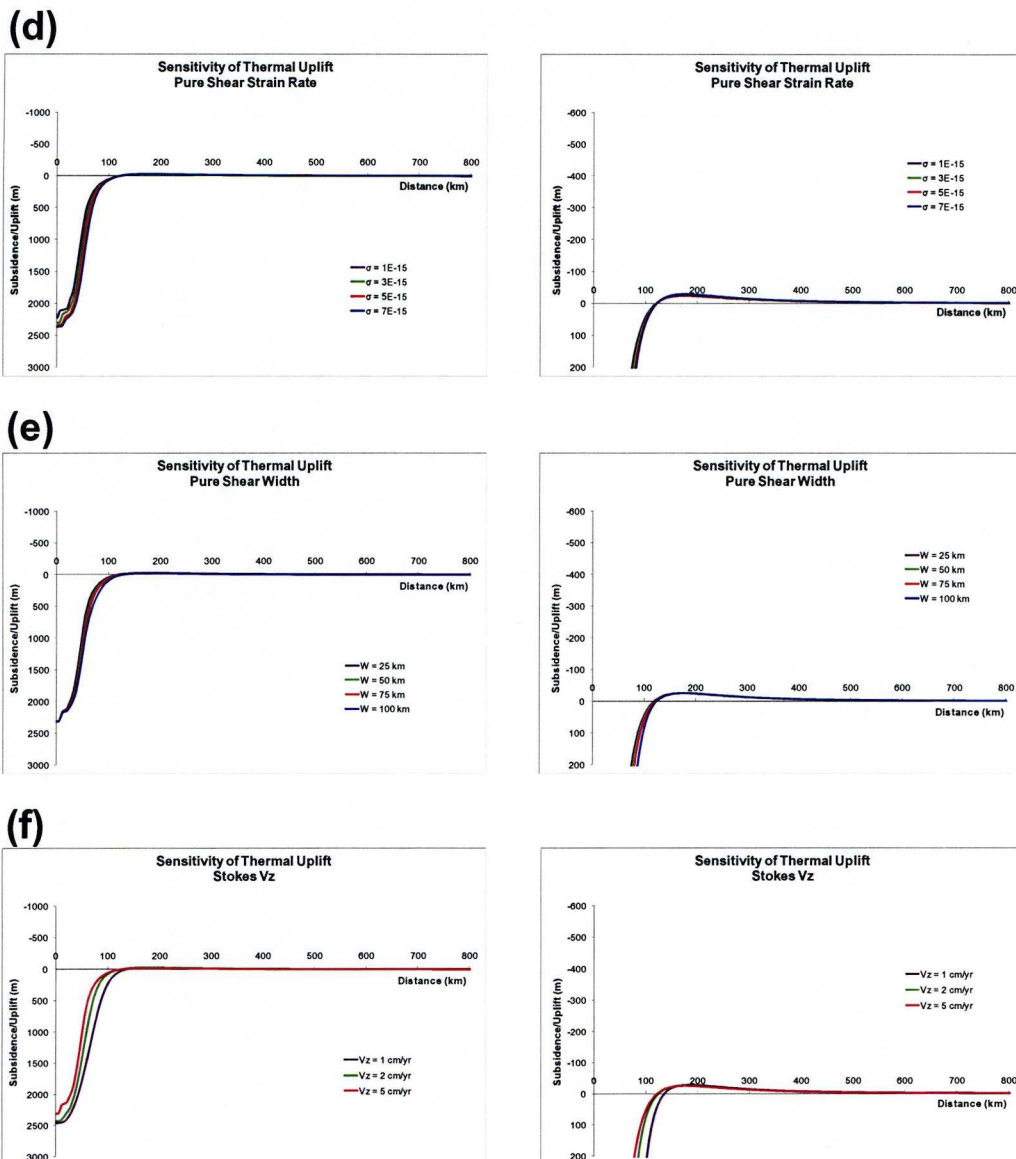 (d)
Sensitivity of Thermal Uplift
Pure Shear Strain Rate
-1000
-500
0 100 200 300 400 500 600 700 800
0
Distance (km)
500
1000
1500
2000
2500
3000
Subsidence/Uplift (m)
σ = 1E-15
σ = 3E-15
σ = 5E-15
σ = 7E-15
Sensitivity of Thermal Uplift
Pure Shear Strain Rate
-600
-500
-400
-300
-200
-100
0 100 200 300 400 500 600 700 800
0
Distance (km)
100
200
Subsidence/Uplift (m)
σ = 1E-15
σ = 3E-15
σ = 5E-15
σ = 7E-15
(e)
Sensitivity of Thermal Uplift
Pure Shear Width
-1000
-500
0 100 200 300 400 500 600 700 800
0
Distance (km)
500
1000
1500
2000
2500
3000
Subsidence/Uplift (m)
W = 25 km
W = 50 km
W = 75 km
W = 100 km
Sensitivity of Thermal Uplift
Pure Shear Width
-600
-500
-400
-300
-200
-100
0 100 200 300 400 500 600 700 800
0
Distance (km)
100
200
Subsidence/Uplift (m)
W = 25 km
W = 50 km
W = 75 km
W = 100 km
(f)
Sensitivity of Thermal Uplift
Stokes Vz
-1000
-500
0 100 200 300 400 500 600 700 800
0
Distance (km)
500
1000
1500
2000
2500
3000
Subsidence/Uplift (m)
Vz = 1 cm/yr
Vz = 2 cm/yr
Vz = 5 cm/yr
Sensitivity of Thermal Uplift
Stokes Vz
-600
-500
-400
-300
-200
-100
0 100 200 300 400 500 600 700 800
0
Distance (km)
100
200
Subsidence/Uplift (m)
Vz = 1 cm/yr
Vz = 2 cm/yr
Vz = 5 cm/yr